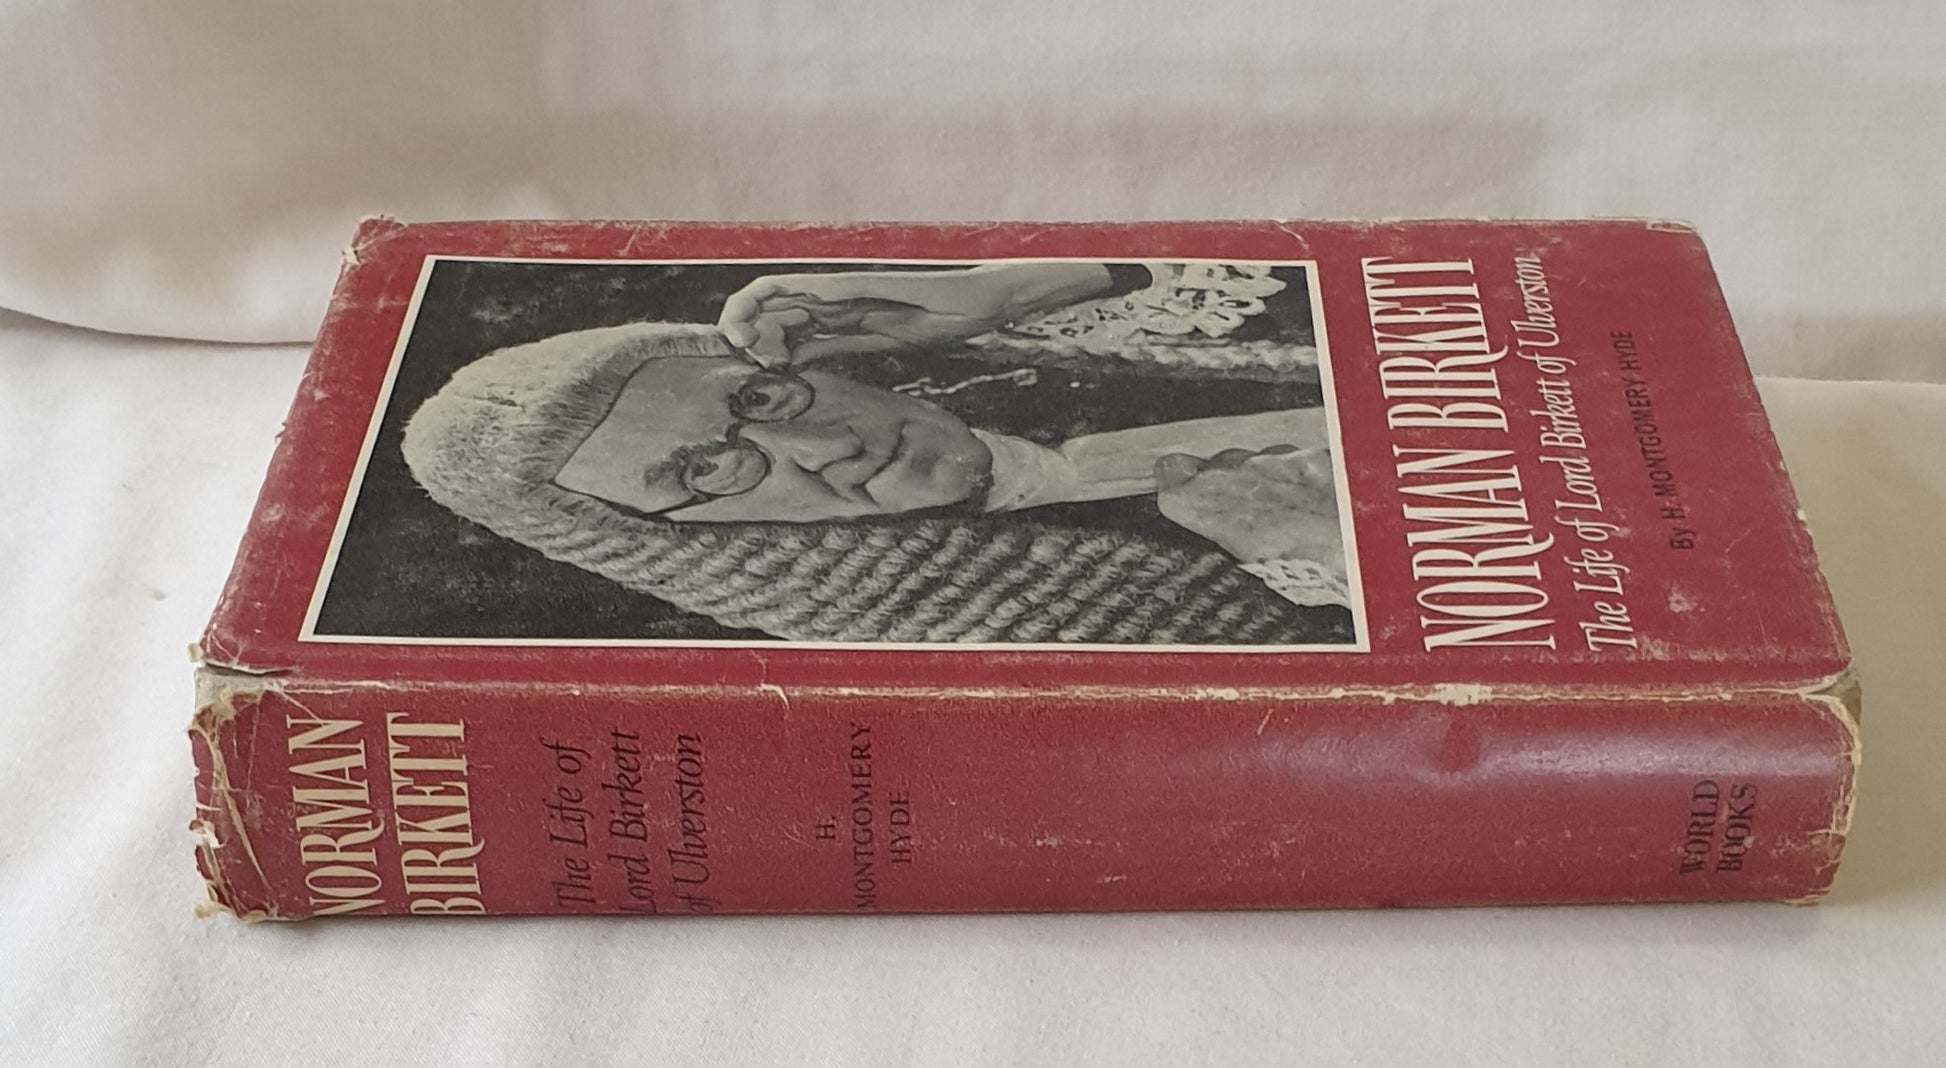 NORMAN BIRKETT
The Life of Lord Birkett of Ulverston
By H. MONTGOMERY HYDE
NORMAN
BIRKETT
The Life of
Lord Birkett
of Ulverston
H.
MONTGOMERY
HYDE
WORLD
BOOKS